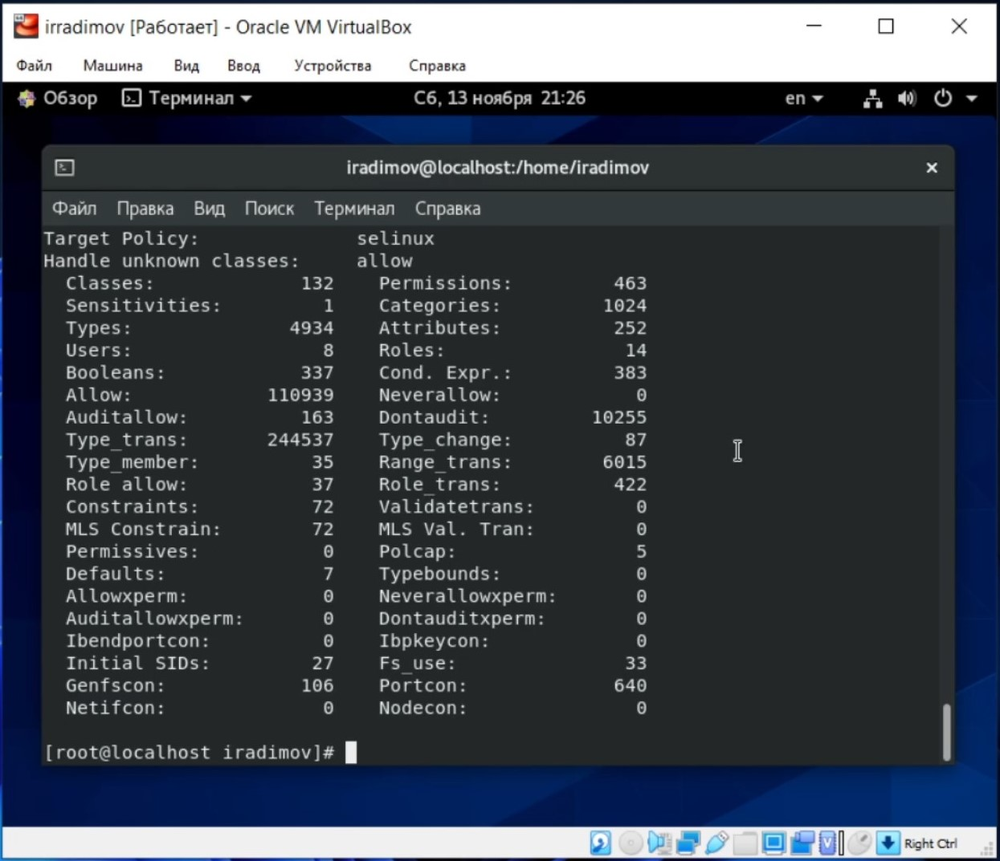 irradimov [Работает] - Oracle VM VirtualBox
Файл Машина Вид Ввод Устройства Справка
Обзор Терминал Сб, 13 ноября 21:26 en
iradimov@localhost:/home/iradimov
Файл Правка Вид Поиск Терминал Справка
Target Policy: selinux
Handle unknown classes: allow
Classes: 132 Permissions: 463
Sensitivities: 1 Categories: 1024
Types: 4934 Attributes: 252
Users: 8 Roles: 14
Booleans: 337 Cond. Expr.: 383
Allow: 110939 Neverallow: 0
Auditallow: 163 Dontaudit: 10255
Type_trans: 244537 Type_change: 87
Type_member: 35 Range_trans: 6015
Role allow: 37 Role_trans: 422
Constraints: 72 Validatetrans: 0
MLS Constrain: 72 MLS Val. Tran: 0
Permissives: 0 Polcap: 5
Defaults: 7 Typebounds: 0
Allowxperm: 0 Neverallowxperm: 0
Auditallowxperm: 0 Dontauditxperm: 0
Ibendportcon: 0 Ibpkeycon: 0
Initial SIDs: 27 Fs_use: 33
Genfscon: 106 Portcon: 640
Netifcon: 0 Nodecon: 0
[root@localhost iradimov]#
Right Ctrl